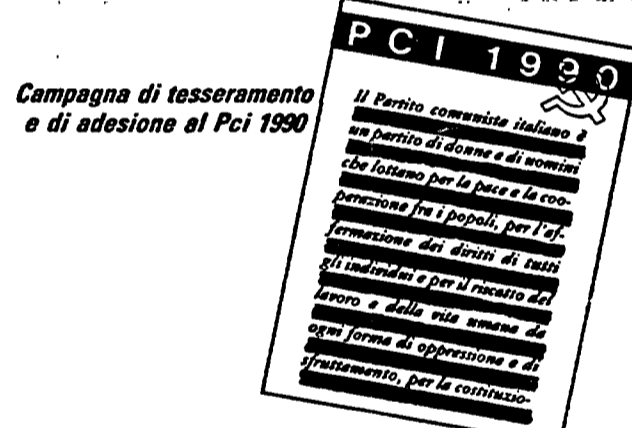 Campagna di tesseramento
e di adesione al Pci 1990
PCI 1990
Il Partito comunista italiano è
un partito di donne e di uomini
che lottano per la pace e la coo-
perazione fra i popoli, per l'af-
fermazione dei diritti di tutti
gli individui e per il riscatto del
lavoro e della vita umana da
ogni forma di oppressione e di
sfruttamento, per la costituzio-